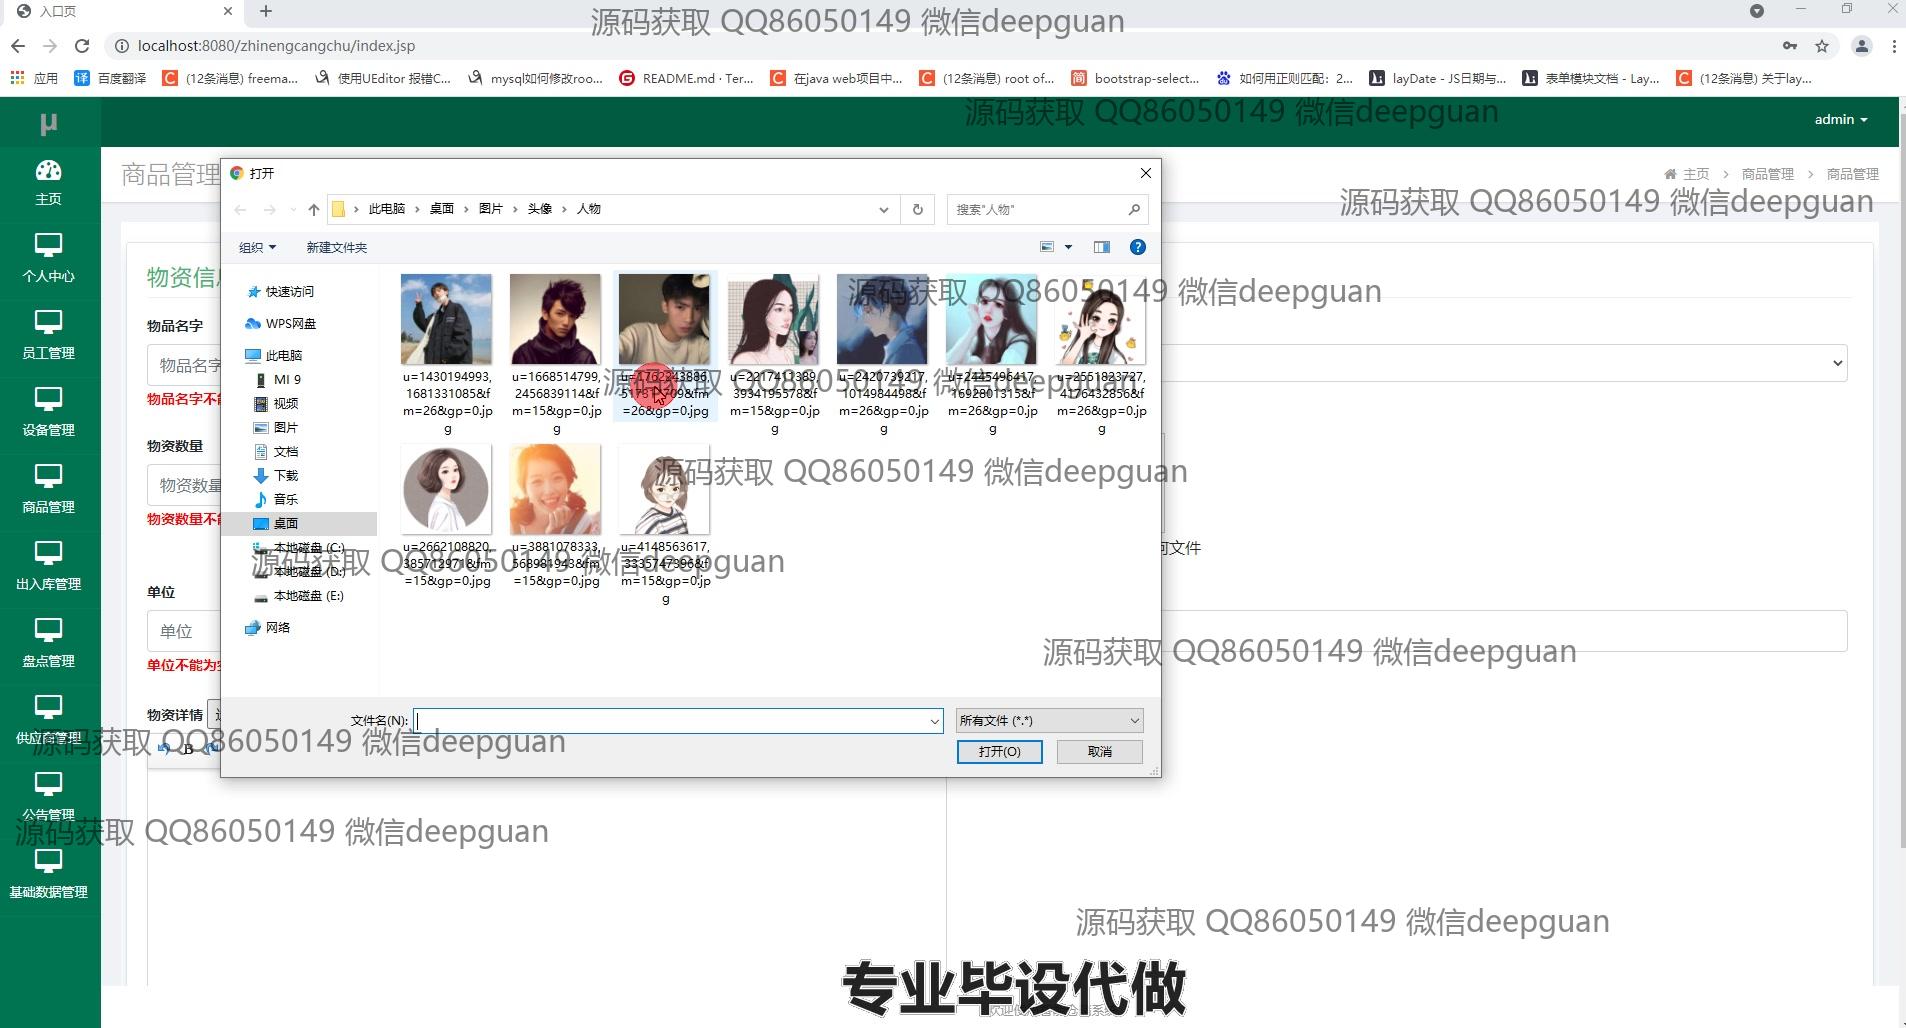 入口页
源码获取 QQ86050149 微信deepguan
localhost:8080/zhinengcangchu/index.jsp
应用 百度翻译 (12条消息) freema... 使用UEditor 报错C... mysql如何修改roo... README.md · Ter... 在java web项目中... (12条消息) root of... bootstrap-select... 如何用正则匹配：2... layDate - JS日期与... 表单模块文档 - Lay... (12条消息) 关于lay...
源码获取 QQ86050149 微信deepguan
μ
admin
主页
个人中心
员工管理
设备管理
商品管理
出入库管理
盘点管理
供应商管理
公告管理
基础数据管理
商品管理
主页 > 商品管理 > 商品管理
源码获取 QQ86050149 微信deepguan
物资信
物品名字
物品名字
物品名字不
物资数量
物资数量
物资数量不
单位
单位
单位不能为
物资详情
B
何文件
打开
此电脑 › 桌面 › 图片 › 头像 › 人物
搜索"人物"
组织 新建文件夹
快速访问
WPS网盘
此电脑
MI 9
视频
图片
文档
下载
音乐
桌面
本地磁盘 (C:)
本地磁盘 (D:)
本地磁盘 (E:)
网络
源码获取 QQ86050149 微信deepguan
u=1430194993,
1681331085&f
m=26&gp=0.jp
g
u=1668514799,
2456839114&f
m=15&gp=0.jp
g
=26&gp=0.jpg
u=2217411389,
3934195578&f
m=15&gp=0.jp
g
u=2420739217,
1014984498&f
m=26&gp=0.jp
g
u=2445496417,
1692801315&f
m=26&gp=0.jp
g
u=2551823727,
4176432856&f
m=26&gp=0.jp
g
源码获取 QQ86050149 微信deepguan
源码获取 QQ86050149 微信deepguan
u=2662108820,
385712971&fm
=15&gp=0.jpg
u=3881078333,
568981943&fm
=15&gp=0.jpg
u=4148563617,
3335747396&f
m=15&gp=0.jp
g
源码获取 QQ86050149 微信deepguan
源码获取 QQ86050149 微信deepguan
文件名(N):
所有文件 (*.*)
打开(O) 取消
源码获取 QQ86050149 微信deepguan
源码获取 QQ86050149 微信deepguan
源码获取 QQ86050149 微信deepguan
专业毕设代做